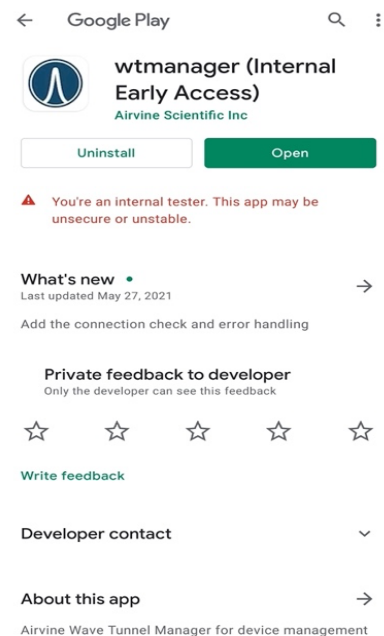 Google Play
wtmanager (Internal
Early Access)
Airvine Scientific Inc
Uninstall
Open
You're an internal tester. This app may be
unsecure or unstable.
What's new
Last updated May 27, 2021
Add the connection check and error handling
Private feedback to developer
Only the developer can see this feedback
Write feedback
Developer contact
About this app
Airvine Wave Tunnel Manager for device management